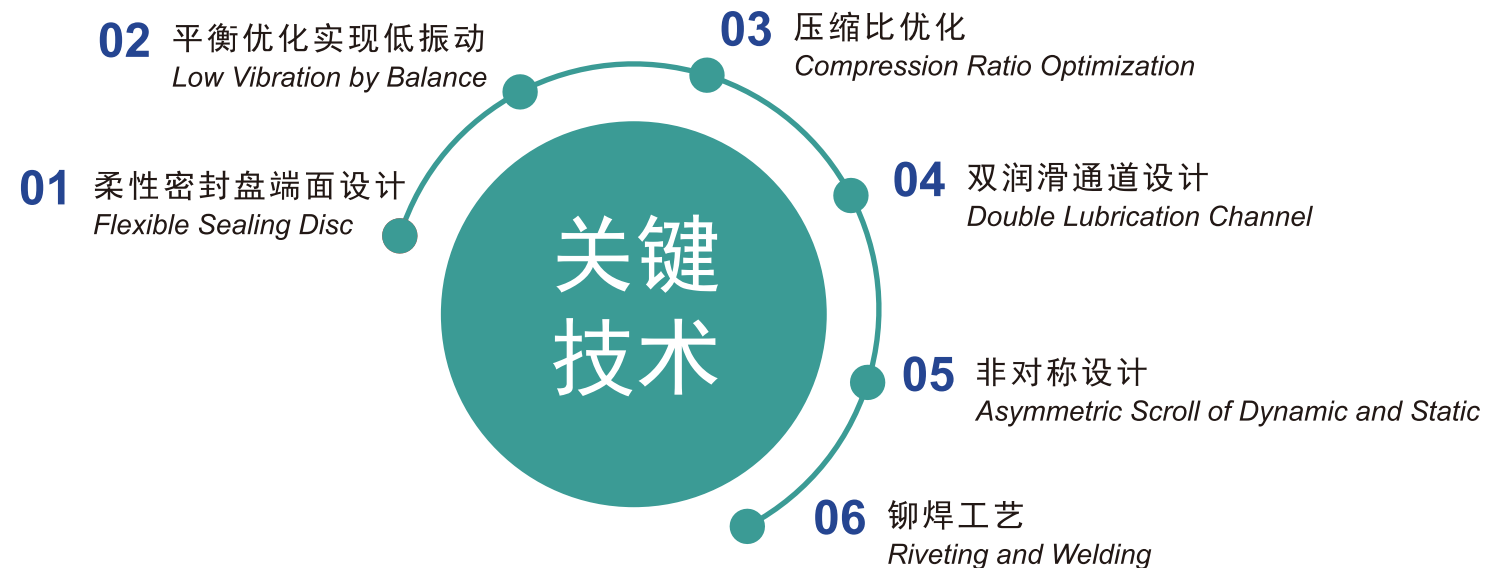 关键
技术
01
柔性密封盘端面设计
Flexible Sealing Disc
02
平衡优化实现低振动
Low Vibration by Balance
03
压缩比优化
Compression Ratio Optimization
04
双润滑通道设计
Double Lubrication Channel
05
非对称设计
Asymmetric Scroll of Dynamic and Static
06
铆焊工艺
Riveting and Welding